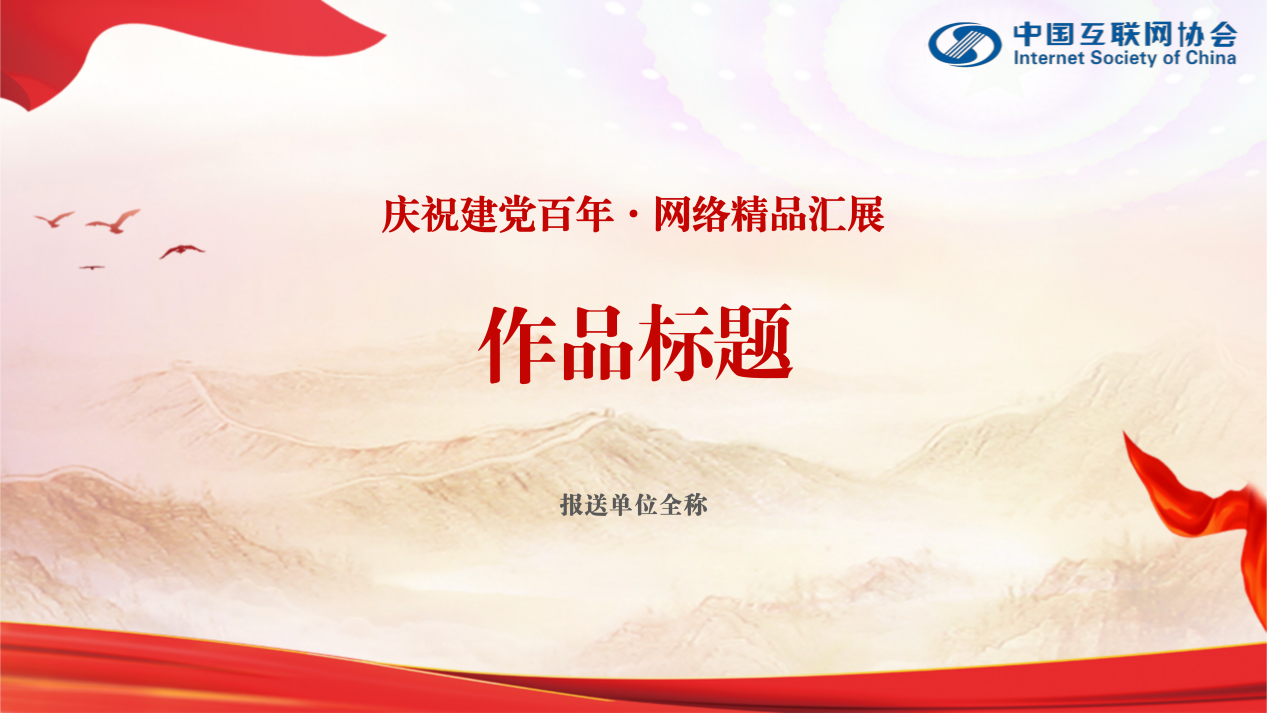 中国互联网协会
Internet Society of China
庆祝建党百年·网络精品汇展
作品标题
报送单位全称